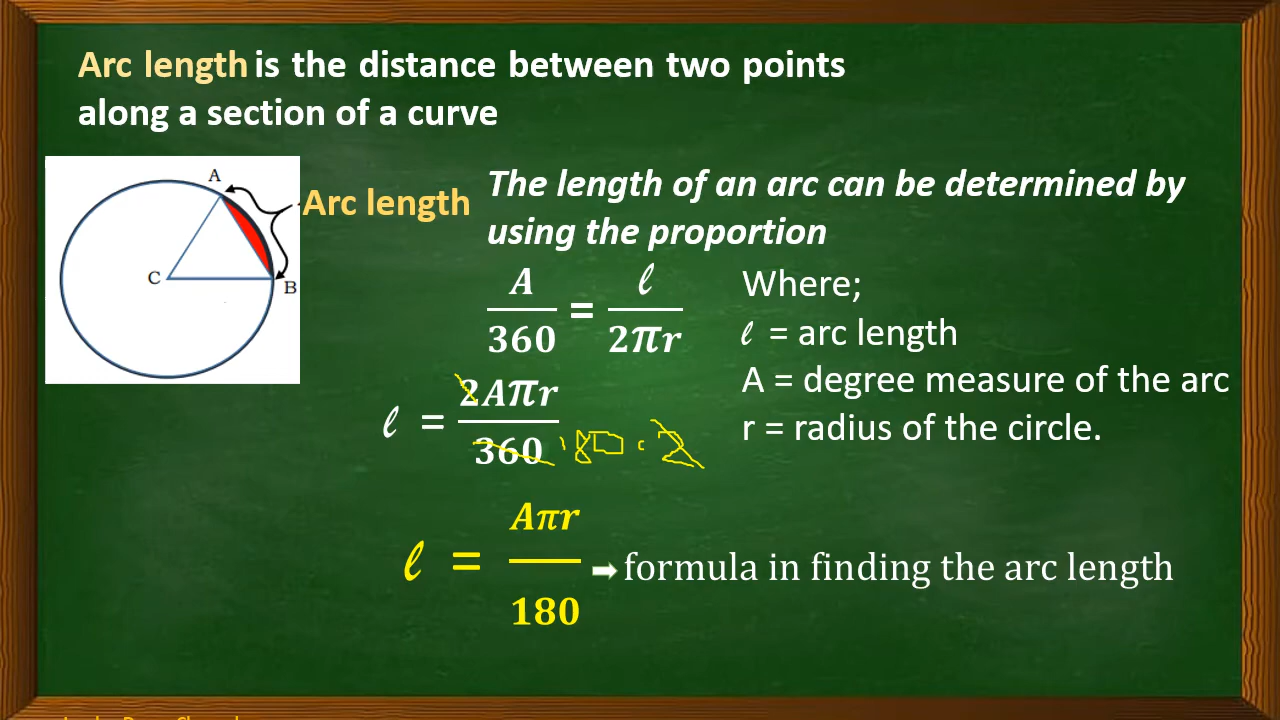 Arc length is the distance between two points
along a section of a curve
A
C
B
Arc length
The length of an arc can be determined by
using the proportion
A/360 = ℓ/2πr
Where;
ℓ = arc length
A = degree measure of the arc
r = radius of the circle.
ℓ = 2Aπr/360 180 · 2
ℓ = Aπr/180 ➡ formula in finding the arc length